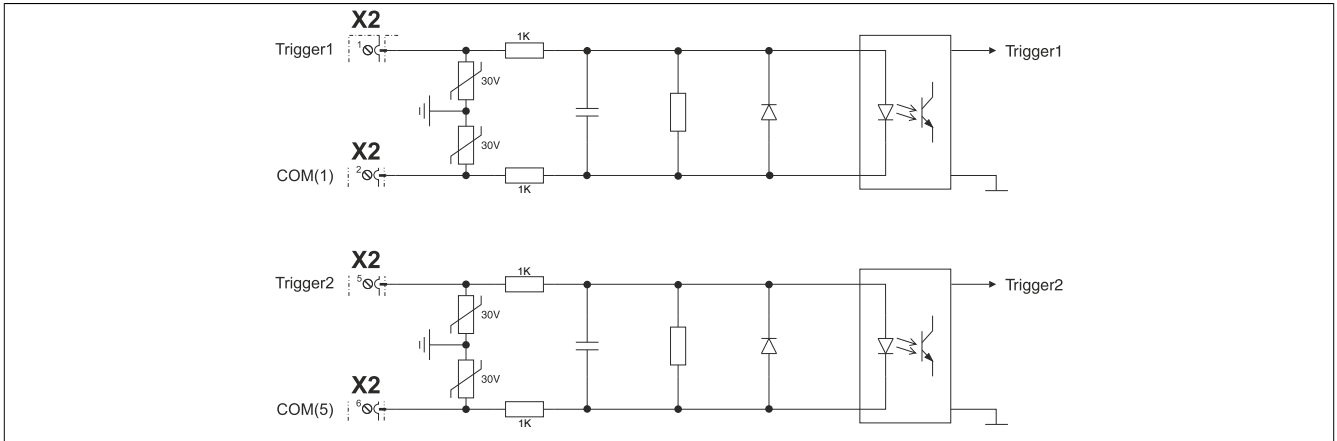 X2
Trigger1
1
1K
Trigger1
30V
30V
X2
COM(1)
2
1K
X2
Trigger2
5
1K
Trigger2
30V
30V
X2
COM(5)
6
1K